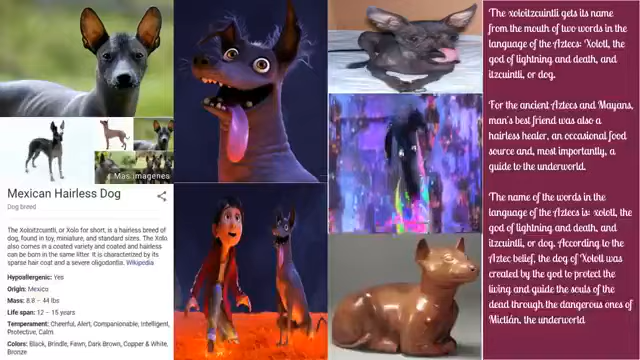 + Mas imagenes
Mexican Hairless Dog
Dog breed
The Xoloitzcuintli, or Xolo for short, is a hairless breed of
dog, found in toy, miniature, and standard sizes. The Xolo
also comes in a coated variety and coated and hairless
can be born in the same litter. It is characterized by its
sparse hair coat and a severe oligodontia. Wikipedia
Hypoallergenic: Yes
Origin: Mexico
Mass: 8.8 – 44 lbs
Life span: 12 – 15 years
Temperament: Cheerful, Alert, Companionable, Intelligent,
Protective, Calm
Colors: Black, Brindle, Fawn, Dark Brown, Copper & White,
Bronze
The xoloitzcuintli gets its name
from the mouth of two words in the
language of the Aztecs: Xolotl, the
god of lightning and death, and
itzcuintli, or dog.
For the ancient Aztecs and Mayans,
man's best friend was also a
hairless healer, an occasional food
source and, most importantly, a
guide to the underworld.
The name of the words in the
language of the Aztecs is: xolotl, the
god of lightning and death, and
itzcuintli, or dog. According to the
Aztec belief, the dog of Xolotl was
created by the god to protect the
living and guide the souls of the
dead through the dangerous ones of
Mictlán, the underworld